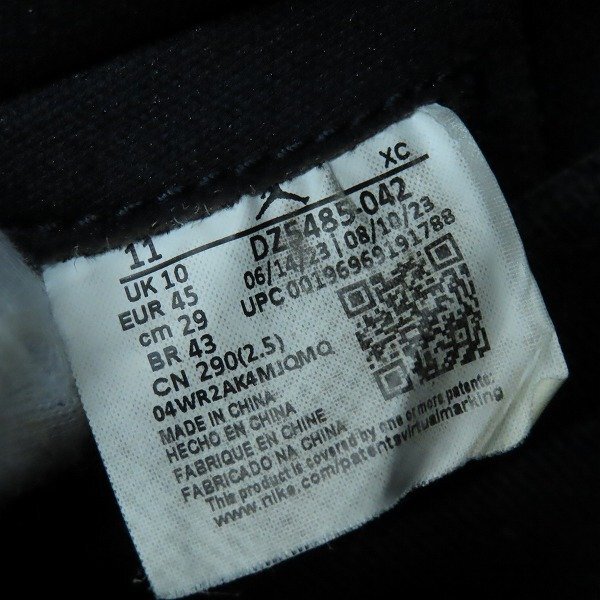 XC
11 DZ5485-042
UK 10 06/14/23 | 08/10/23
EUR 45 UPC 00196969191788
cm 29
BR 43
CN 290(2.5)
04WR2AK4MJQMQ
MADE IN CHINA
HECHO EN CHINA
FABRIQUE EN CHINE
FABRICADO NA CHINA
This product is covered by one or more patents:
www.nike.com/patentsvirtualmarking